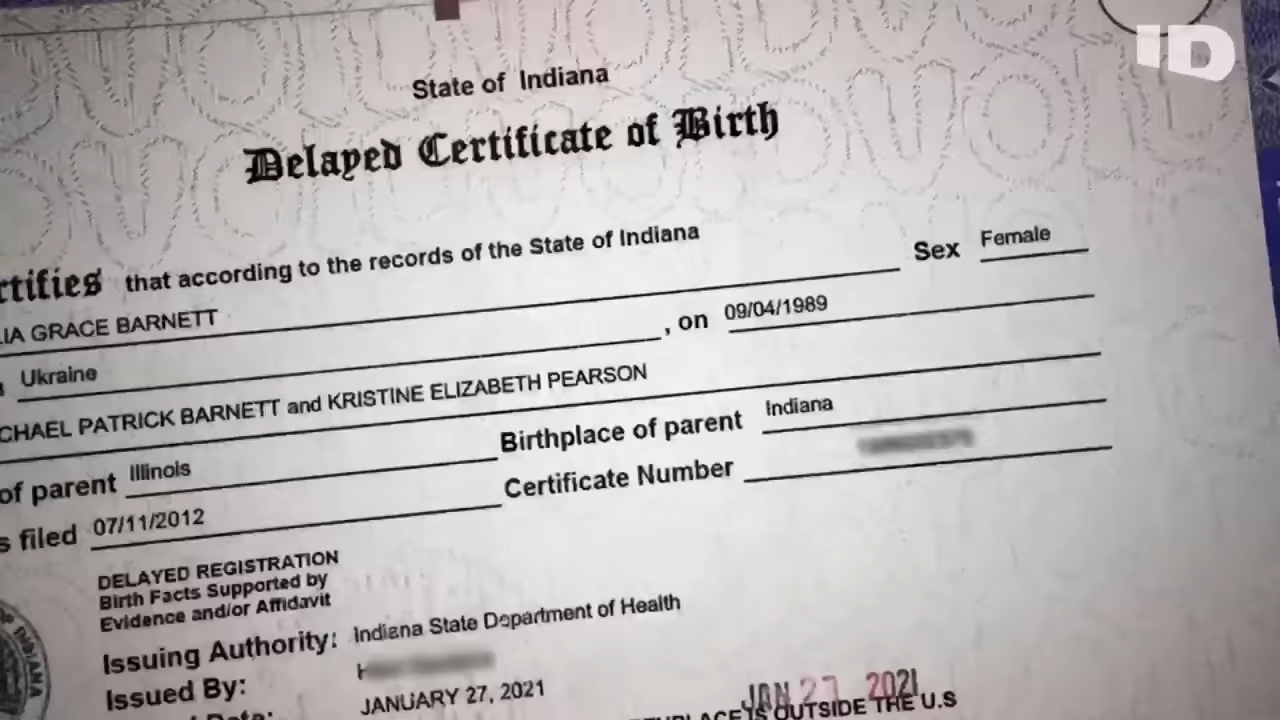 ID
State of Indiana
Delayed Certificate of Birth
rtifies that according to the records of the State of Indiana
LIA GRACE BARNETT Sex Female
Ukraine , on 09/04/1989
CHAEL PATRICK BARNETT and KRISTINE ELIZABETH PEARSON
of parent Illinois Birthplace of parent Indiana
s filed 07/11/2012 Certificate Number
DELAYED REGISTRATION
Birth Facts Supported by
Evidence and/or Affidavit
Issuing Authority: Indiana State Department of Health
Issued By:
Date: JANUARY 27, 2021
JAN 27 2021
IS OUTSIDE THE U.S
OF INDIANA